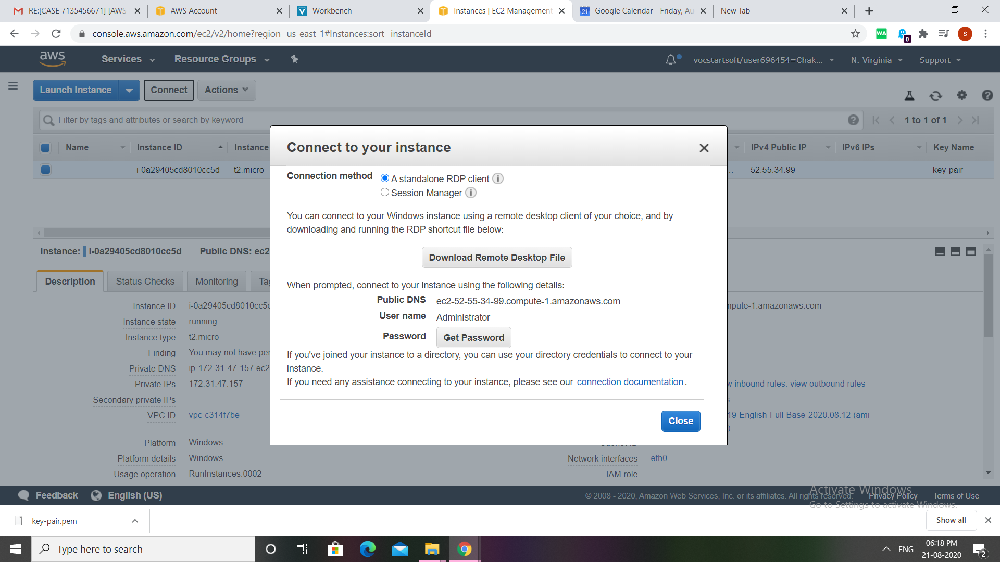 RE:[CASE 7135456671] [AWS
AWS Account
Workbench
Instances | EC2 Management
21
Google Calendar - Friday, Au
New Tab
console.aws.amazon.com/ec2/v2/home?region=us-east-1#Instances:sort=instanceId
WA
0
s
aws
Services
Resource Groups
vocstartsoft/user696454=Chak...
N. Virginia
Support
Launch Instance
Connect
Actions
Filter by tags and attributes or search by keyword
1 to 1 of 1
Name
Instance ID
Instance
IPv4 Public IP
IPv6 IPs
Key Name
i-0a29405cd8010cc5d
t2.micro
52.55.34.99
-
key-pair
Connect to your instance
Connection method
A standalone RDP client
Session Manager
You can connect to your Windows instance using a remote desktop client of your choice, and by
downloading and running the RDP shortcut file below:
Download Remote Desktop File
When prompted, connect to your instance using the following details:
Public DNS ec2-52-55-34-99.compute-1.amazonaws.com
User name Administrator
Password Get Password
If you've joined your instance to a directory, you can use your directory credentials to connect to your
instance.
If you need any assistance connecting to your instance, please see our connection documentation.
Close
Instance: i-0a29405cd8010cc5d Public DNS: ec2
Description
Status Checks
Monitoring
Tag
Instance ID i-0a29405cd8010cc5d
Instance state running
Instance type t2.micro
Finding You may not have per
Private DNS ip-172-31-47-157.ec2
Private IPs 172.31.47.157
Secondary private IPs
VPC ID vpc-c314f7be
Platform Windows
Platform details Windows
Usage operation RunInstances:0002
mpute-1.amazonaws.com
w inbound rules. view outbound rules
s
19-English-Full-Base-2020.08.12 (ami-
)
Network interfaces eth0
IAM role -
Feedback
English (US)
© 2008 - 2020, Amazon Web Services, Inc. or its affiliates. All rights reserved.
Privacy Policy
Terms of Use
Activate Windows
Go to Settings to activate Windows.
key-pair.pem
Show all
Type here to search
ENG
06:18 PM
21-08-2020
2